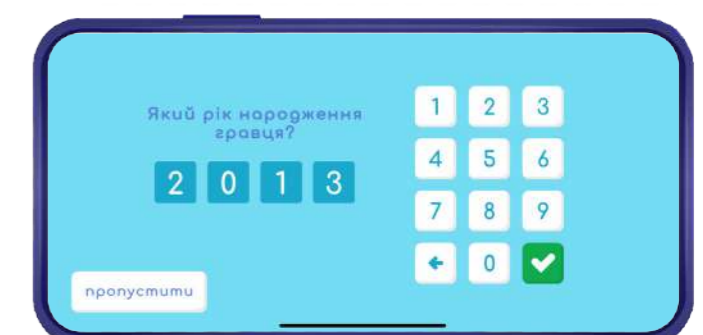 Який рік народження
гравця?
2 0 1 3
1 2 3
4 5 6
7 8 9
0
пропустити